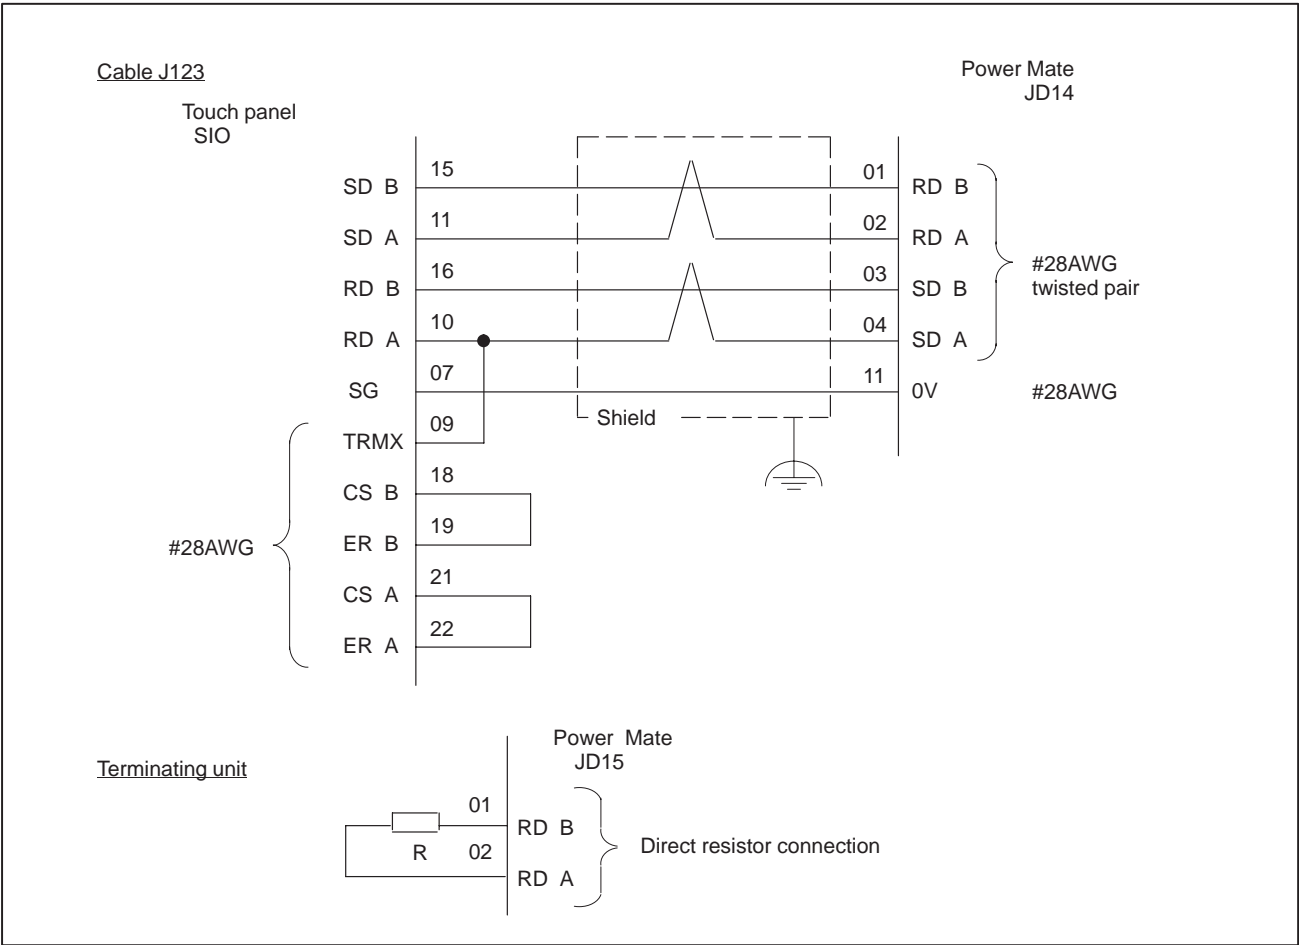 Cable J123
Power Mate
JD14
Touch panel
SIO
SD B 15 01 RD B
SD A 11 02 RD A
#28AWG
twisted pair
RD B 16 03 SD B
RD A 10 04 SD A
SG 07 11 0V #28AWG
Shield
TRMX 09
CS B 18
#28AWG
ER B 19
CS A 21
ER A 22
Terminating unit
Power Mate
JD15
01 RD B
R 02 RD A
Direct resistor connection